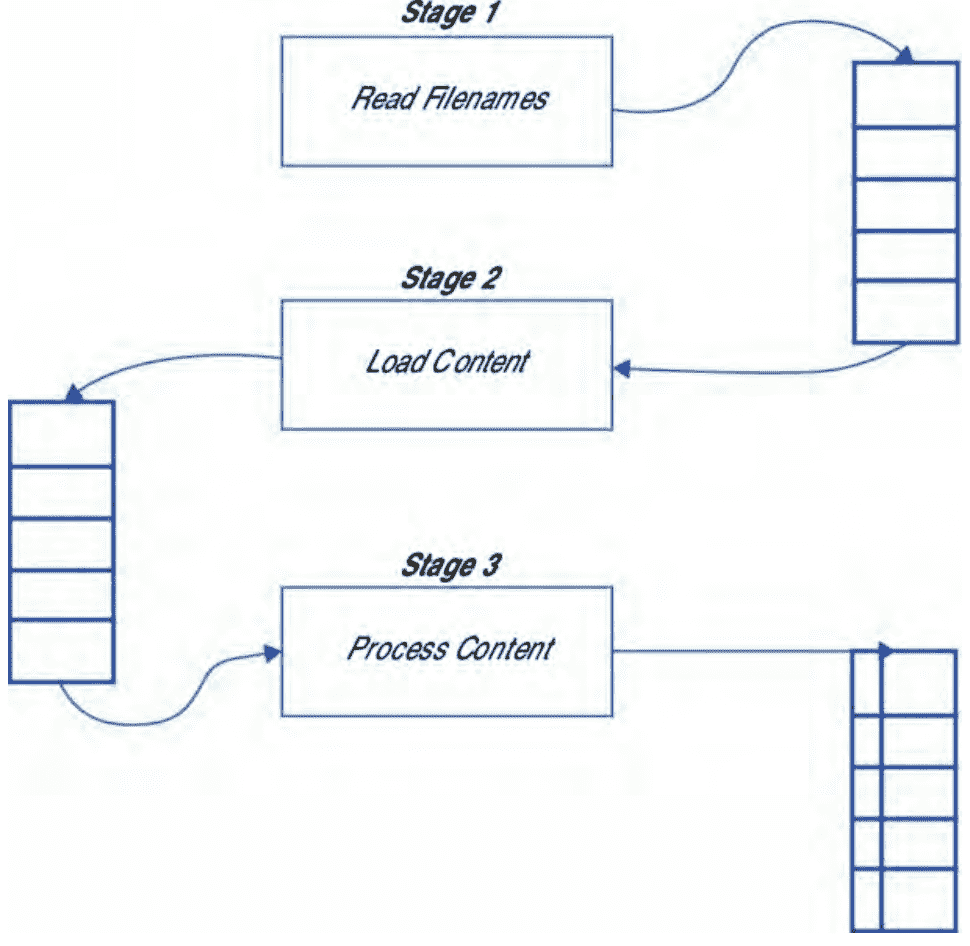 Stage 1
Read Filenames
Stage 2
Load Content
Stage 3
Process Content